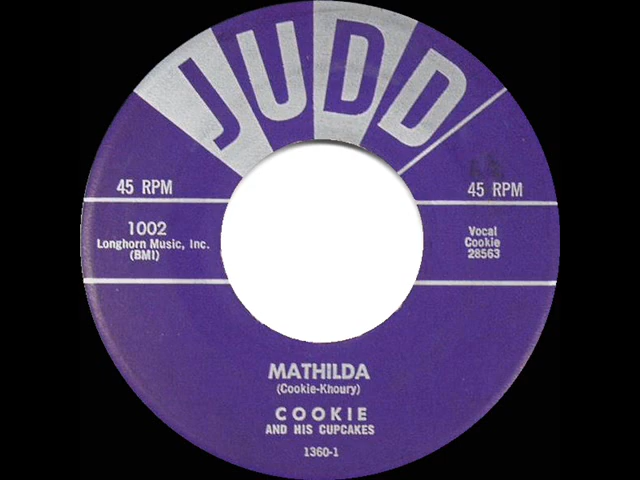 JUDD
45 RPM
45 RPM
1002
Longhorn Music, Inc.
(BMI)
Vocal
Cookie
28563
MATHILDA
(Cookie-Khoury)
COOKIE
AND HIS CUPCAKES
1360-1